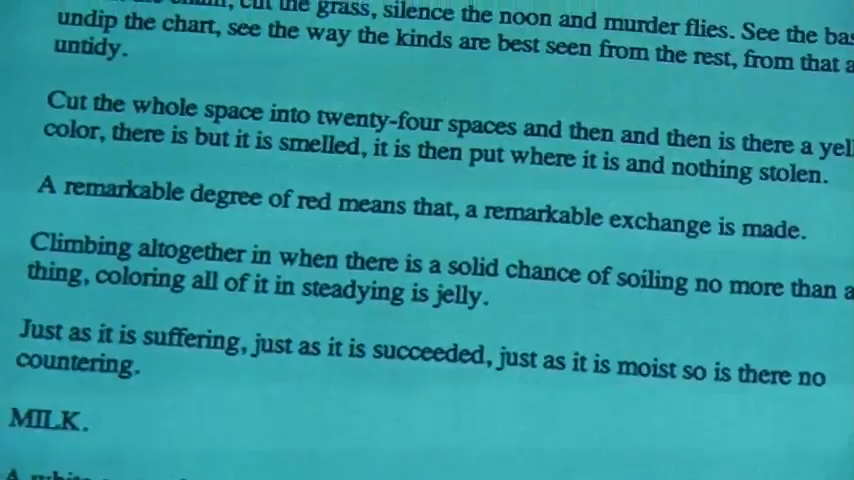 cut the grass, silence the noon and murder flies. See the
undip the chart, see the way the kinds are best seen from the rest, from that
untidy.
Cut the whole space into twenty-four spaces and then and then is there a
color, there is but it is smelled, it is then put where it is and nothing stolen.
A remarkable degree of red means that, a remarkable exchange is made.
Climbing altogether in when there is a solid chance of soiling no more than a
thing, coloring all of it in steadying is jelly.
Just as it is suffering, just as it is succeeded, just as it is moist so is there no
countering.
MILK.
A